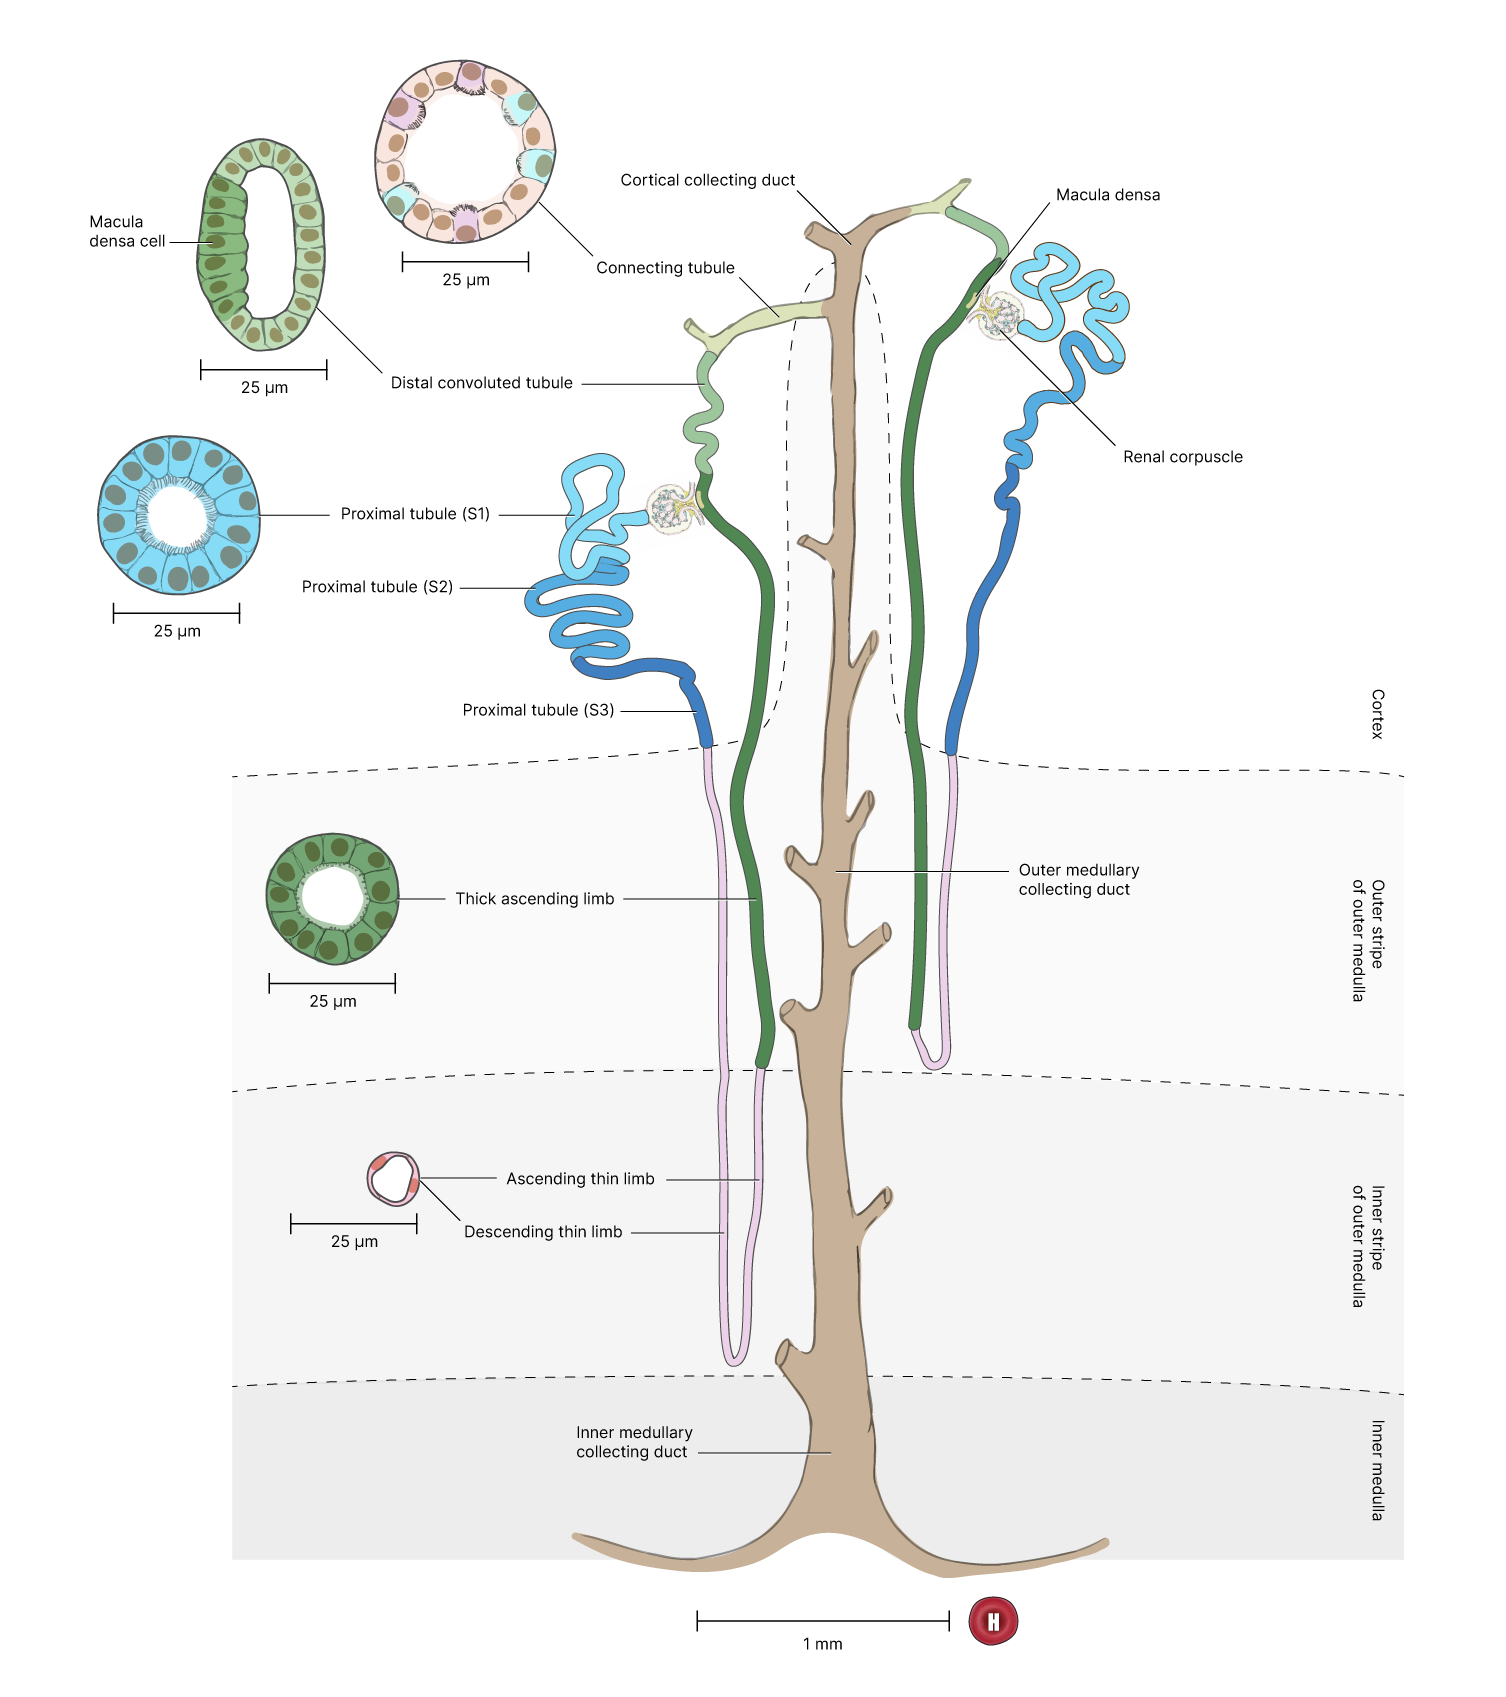 Cortical collecting duct
Macula densa
Macula
densa cell
Connecting tubule
25 µm
25 µm
Distal convoluted tubule
Renal corpuscle
Proximal tubule (S1)
Proximal tubule (S2)
25 µm
Proximal tubule (S3)
Cortex
Outer medullary
collecting duct
Thick ascending limb
Outer stripe
of outer medulla
25 µm
Ascending thin limb
Descending thin limb
25 µm
Inner stripe
of outer medulla
Inner medullary
collecting duct
Inner medulla
1 mm
H